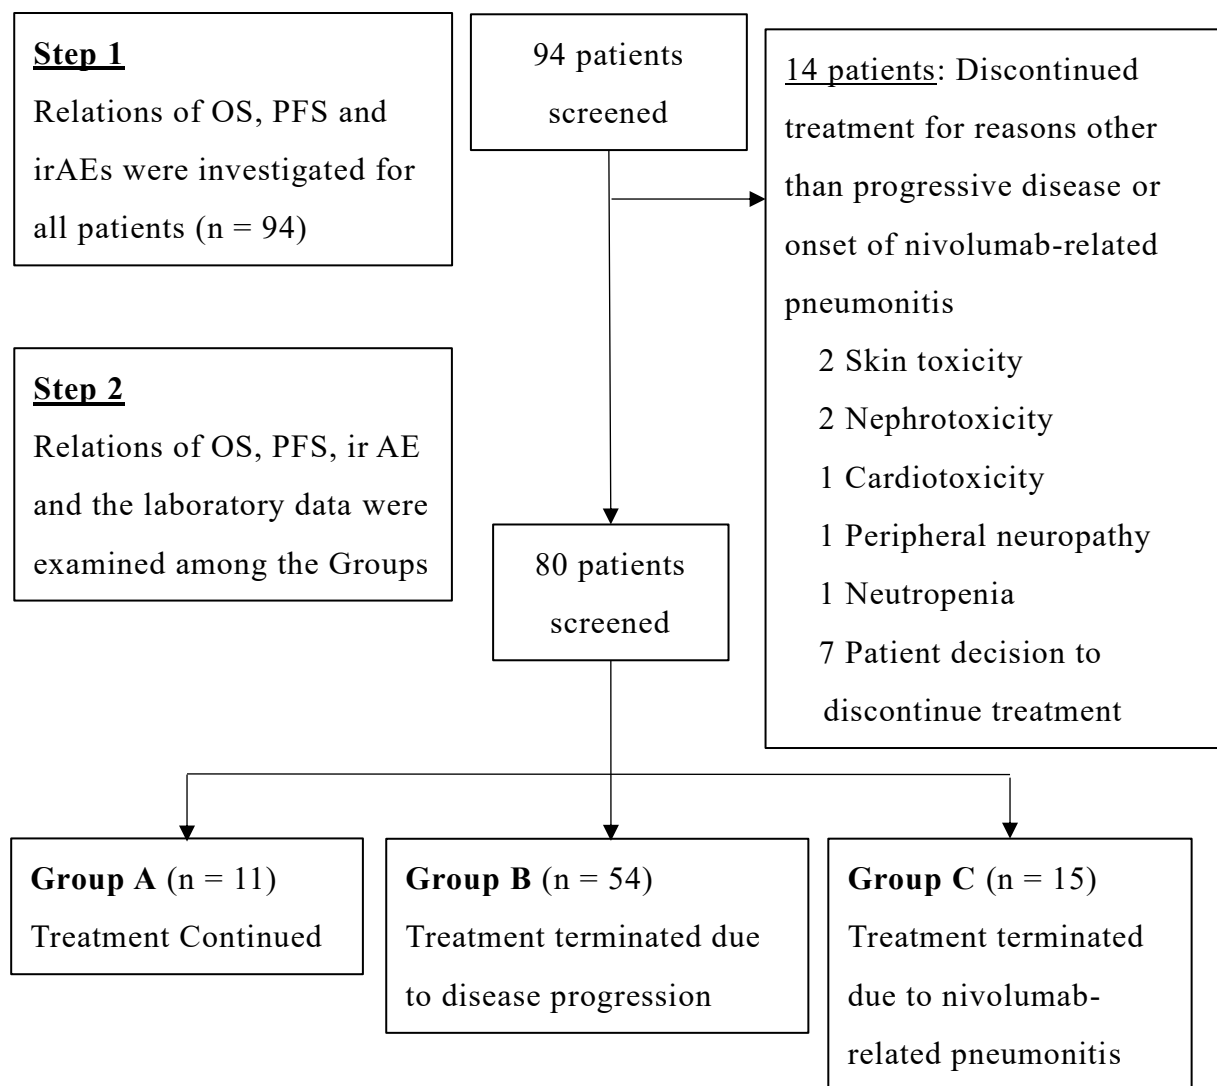 Step 1
Relations of OS, PFS and
irAEs were investigated for
all patients (n = 94)
94 patients
screened
14 patients: Discontinued
treatment for reasons other
than progressive disease or
onset of nivolumab-related
pneumonitis
2 Skin toxicity
2 Nephrotoxicity
1 Cardiotoxicity
1 Peripheral neuropathy
1 Neutropenia
7 Patient decision to
discontinue treatment
Step 2
Relations of OS, PFS, ir AE
and the laboratory data were
examined among the Groups
80 patients
screened
Group A (n = 11)
Treatment Continued
Group B (n = 54)
Treatment terminated due
to disease progression
Group C (n = 15)
Treatment terminated
due to nivolumab-
related pneumonitis